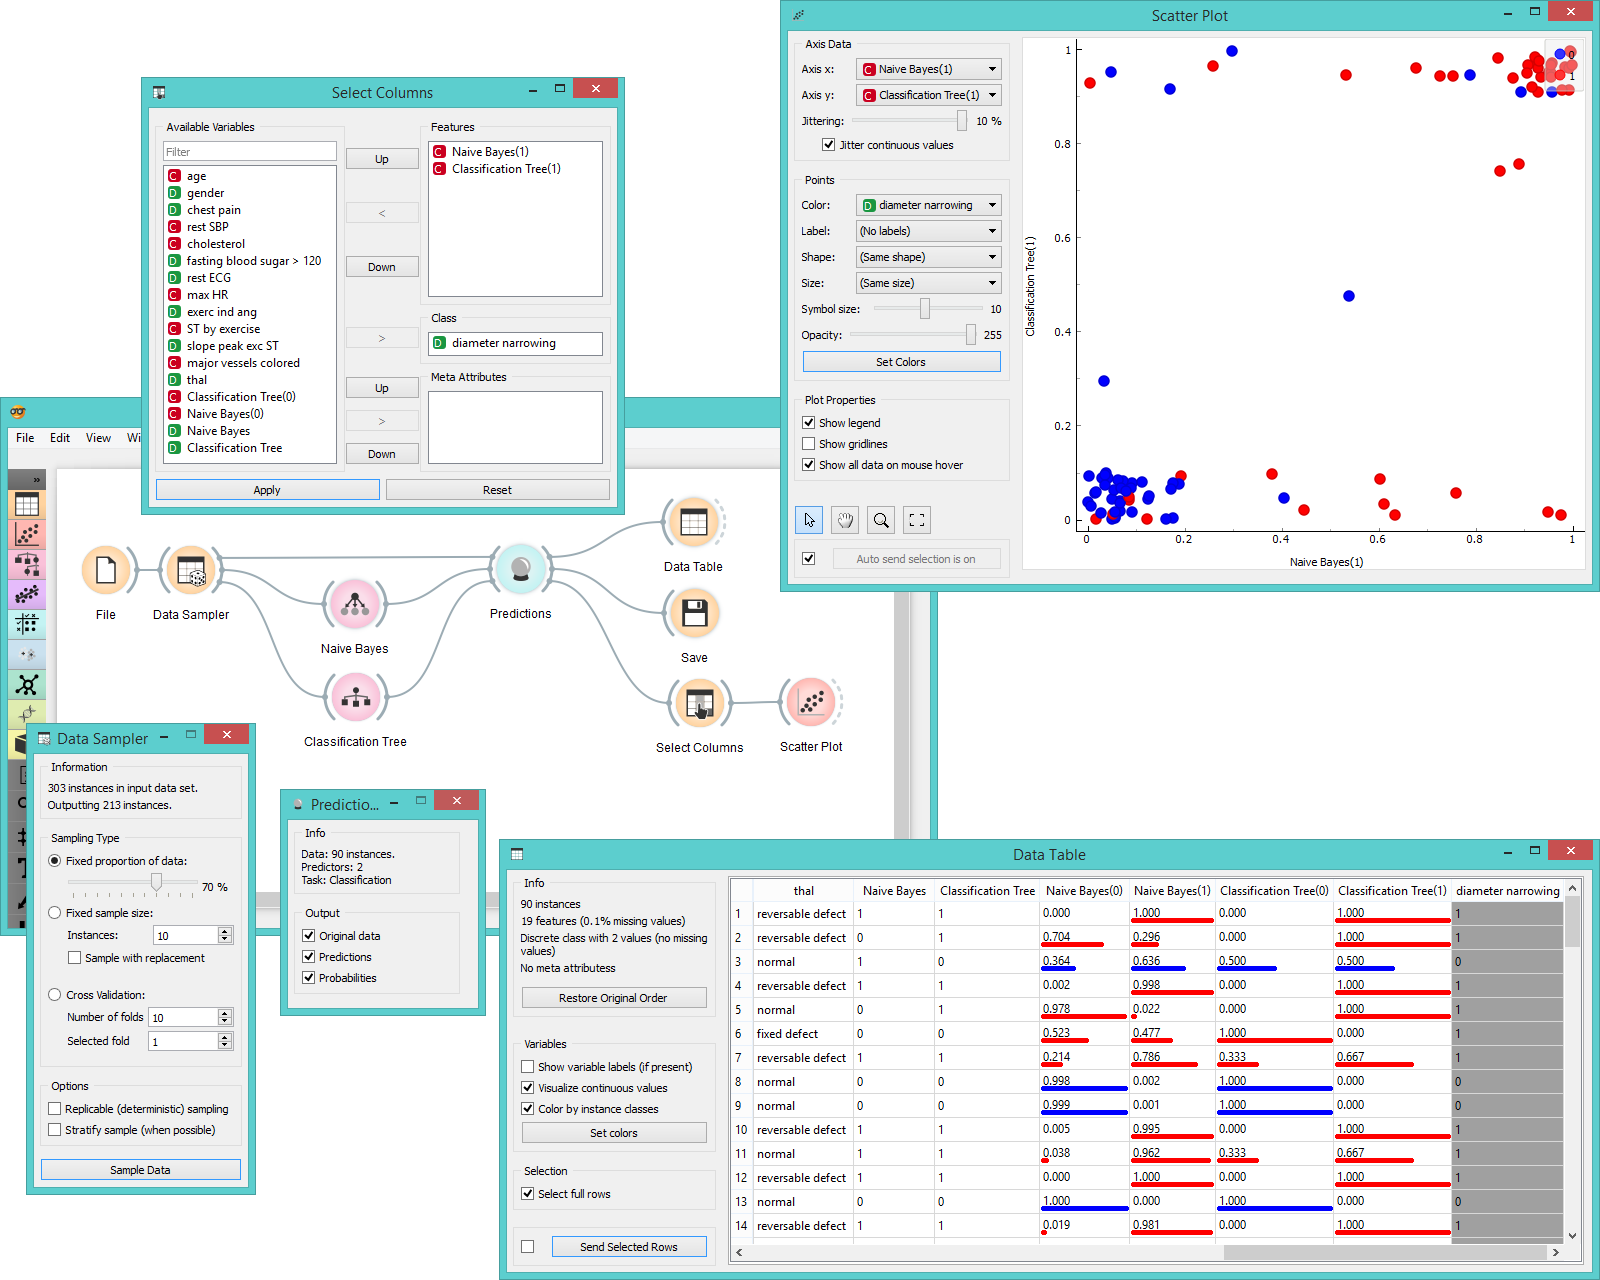 Scatter Plot
Axis Data
Axis x: C Naive Bayes(1)
Axis y: C Classification Tree(1)
Jittering: 10 %
Jitter continuous values
Points
Color: D diameter narrowing
Label: (No labels)
Shape: (Same shape)
Size: (Same size)
Symbol size: 10
Opacity: 255
Set Colors
Plot Properties
Show legend
Show gridlines
Show all data on mouse hover
Auto send selection is on
Classification Tree(1)
1
0.8
0.6
0.4
0.2
0
0 0.2 0.4 0.6 0.8 1
Naive Bayes(1)
0
1
Select Columns
Available Variables
Filter
C age
D gender
D chest pain
C rest SBP
C cholesterol
D fasting blood sugar > 120
D rest ECG
C max HR
D exerc ind ang
C ST by exercise
D slope peak exc ST
C major vessels colored
D thal
C Classification Tree(0)
C Naive Bayes(0)
D Naive Bayes
D Classification Tree
Up
<
Down
>
Up
>
Down
Features
C Naive Bayes(1)
C Classification Tree(1)
Class
D diameter narrowing
Meta Attributes
Apply
Reset
File Edit View Wi
»
File
Data Sampler
Naive Bayes
Classification Tree
Predictions
Data Table
Save
Select Columns
Scatter Plot
Data Sampler
Information
303 instances in input data set.
Outputting 213 instances.
Sampling Type
Fixed proportion of data:
70 %
Fixed sample size:
Instances: 10
Sample with replacement
Cross Validation:
Number of folds 10
Selected fold 1
Options
Replicable (deterministic) sampling
Stratify sample (when possible)
Sample Data
Predictio...
Info
Data: 90 instances.
Predictors: 2
Task: Classification
Output
Original data
Predictions
Probabilities
Data Table
Info
90 instances
19 features (0.1% missing values)
Discrete class with 2 values (no missing
values)
No meta attributess
Restore Original Order
Variables
Show variable labels (if present)
Visualize continuous values
Color by instance classes
Set colors
Selection
Select full rows
Send Selected Rows
thal Naive Bayes Classification Tree Naive Bayes(0) Naive Bayes(1) Classification Tree(0) Classification Tree(1) diameter narrowing
1 reversable defect 1 1 0.000 1.000 0.000 1.000 1
2 reversable defect 0 1 0.704 0.296 0.000 1.000 1
3 normal 1 0 0.364 0.636 0.500 0.500 0
4 reversable defect 1 1 0.002 0.998 0.000 1.000 1
5 normal 0 1 0.978 0.022 0.000 1.000 1
6 fixed defect 0 0 0.523 0.477 1.000 0.000 1
7 reversable defect 1 1 0.214 0.786 0.333 0.667 1
8 normal 0 0 0.998 0.002 1.000 0.000 0
9 normal 0 0 0.999 0.001 1.000 0.000 0
10 reversable defect 1 1 0.005 0.995 0.000 1.000 1
11 normal 1 1 0.038 0.962 0.333 0.667 1
12 reversable defect 1 1 0.000 1.000 0.000 1.000 1
13 normal 0 0 1.000 0.000 1.000 0.000 0
14 reversable defect 1 1 0.019 0.981 0.000 1.000 1